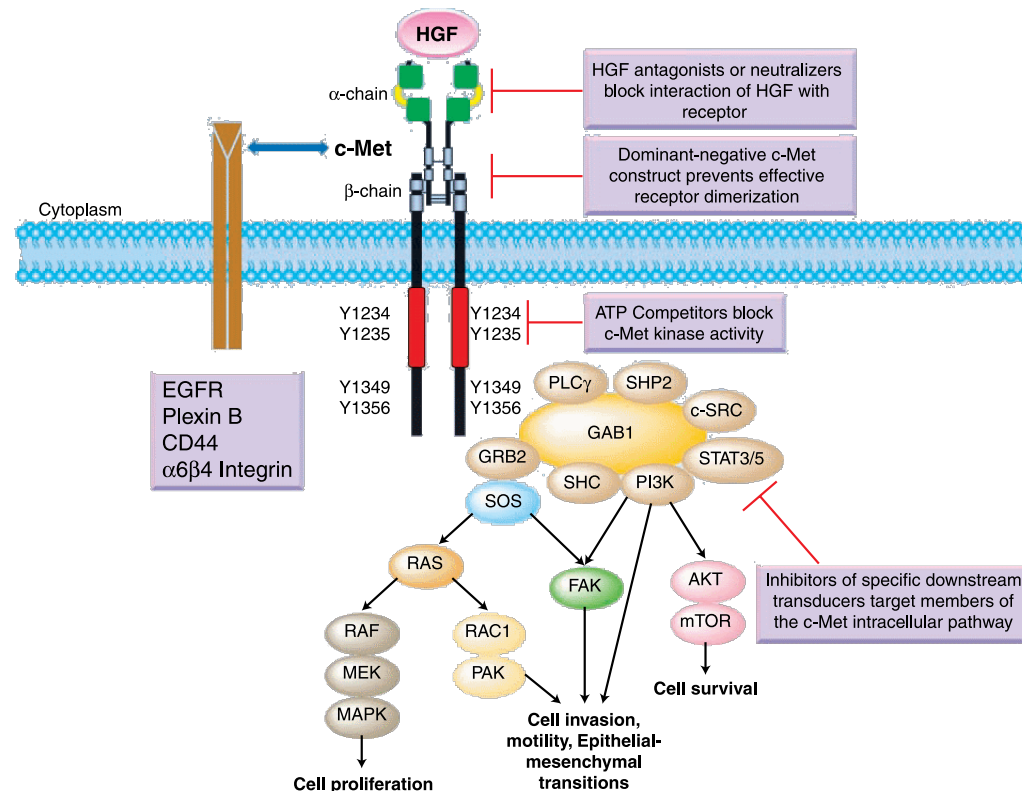 HGF
α-chain
HGF antagonists or neutralizers
block interaction of HGF with
receptor
c-Met
β-chain
Dominant-negative c-Met
construct prevents effective
receptor dimerization
Cytoplasm
Y1234
Y1235
Y1234
Y1235
ATP Competitors block
c-Met kinase activity
Y1349
Y1356
Y1349
Y1356
EGFR
Plexin B
CD44
α6β4 Integrin
PLCγ
SHP2
c-SRC
GAB1
GRB2
STAT3/5
SHC
PI3K
SOS
RAS
FAK
AKT
mTOR
Inhibitors of specific downstream
transducers target members of
the c-Met intracellular pathway
RAF
MEK
MAPK
RAC1
PAK
Cell survival
Cell invasion,
motility, Epithelial-
mesenchymal
transitions
Cell proliferation